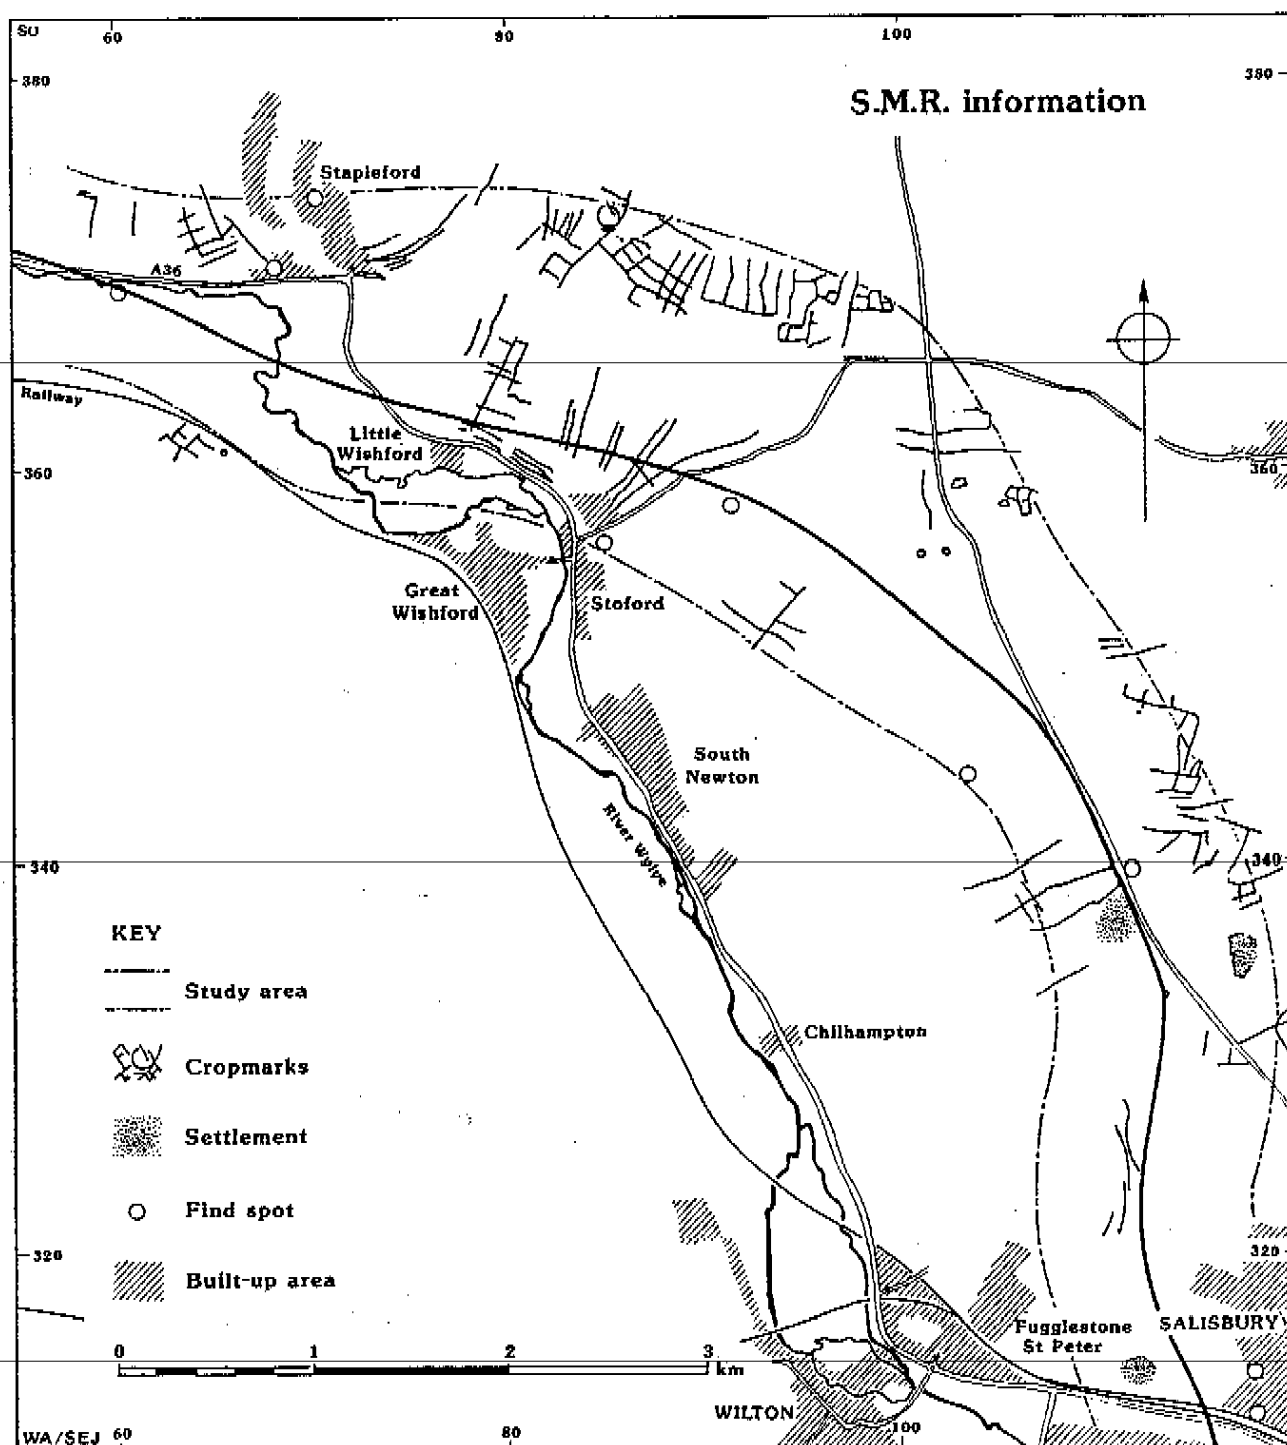 SU
60
80
100
380
380
S.M.R. information
Stapleford
A36
Railway
Little
Wishford
360
360
Great
Wishford
Stoford
South
Newton
River Wylye
340
340
KEY
Study area
Cropmarks
Settlement
Find spot
Built-up area
Chilhampton
320
320
Fugglestone
St Peter
SALISBURY
0 1 2 3
km
WILTON
WA/SEJ
60
80
100